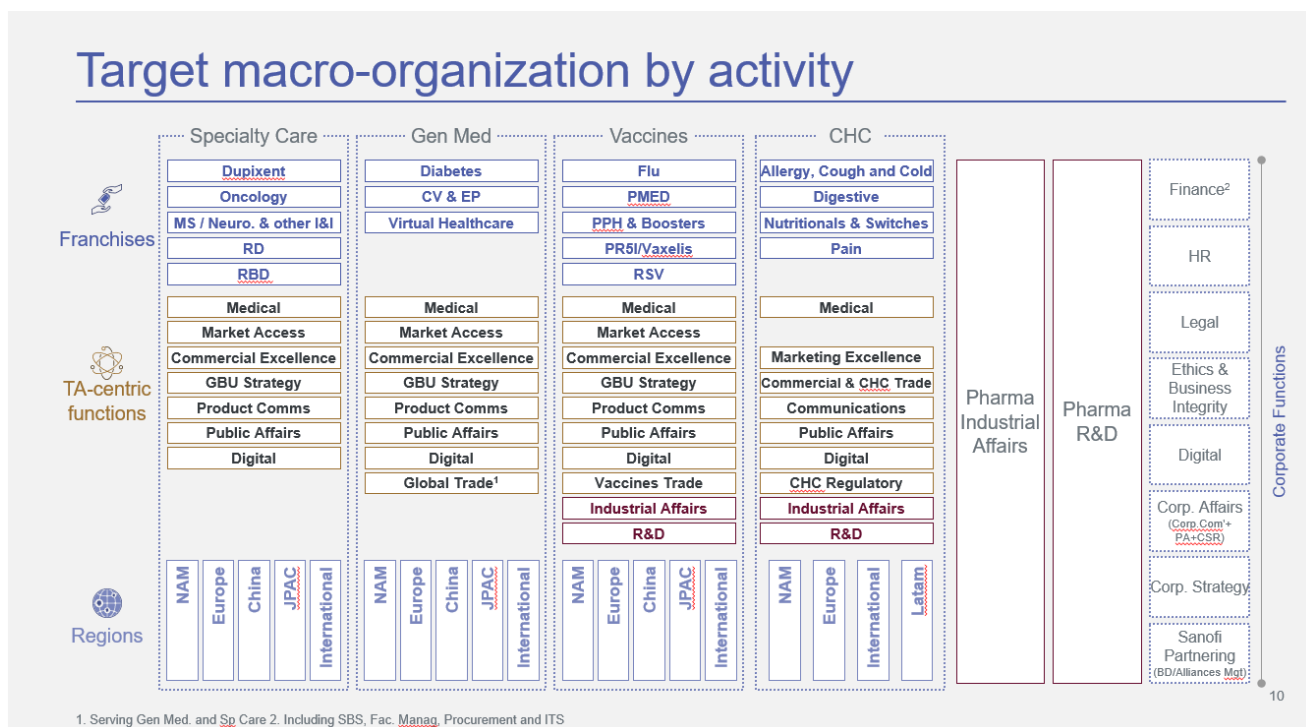 Target macro-organization by activity
Specialty Care
Gen Med
Vaccines
CHC
Franchises
Dupixent
Oncology
MS / Neuro. & other I&I
RD
RBD
Diabetes
CV & EP
Virtual Healthcare
Flu
PMED
PPH & Boosters
PR5I/Vaxelis
RSV
Allergy, Cough and Cold
Digestive
Nutritionals & Switches
Pain
TA-centric
functions
Medical
Market Access
Commercial Excellence
GBU Strategy
Product Comms
Public Affairs
Digital
Medical
Market Access
Commercial Excellence
GBU Strategy
Product Comms
Public Affairs
Digital
Global Trade¹
Medical
Market Access
Commercial Excellence
GBU Strategy
Product Comms
Public Affairs
Digital
Vaccines Trade
Industrial Affairs
R&D
Medical
Marketing Excellence
Commercial & CHC Trade
Communications
Public Affairs
Digital
CHC Regulatory
Industrial Affairs
R&D
Regions
NAM
Europe
China
JPAC
International
NAM
Europe
China
JPAC
International
NAM
Europe
China
JPAC
International
NAM
Europe
International
Latam
Pharma
Industrial
Affairs
Pharma
R&D
Finance²
HR
Legal
Ethics &
Business
Integrity
Digital
Corp. Affairs
(Corp.Com'+
PA+CSR)
Corp. Strategy
Sanofi
Partnering
(BD/Alliances Mgt)
Corporate Functions
10
1. Serving Gen Med. and Sp Care 2. Including SBS, Fac. Manag, Procurement and ITS